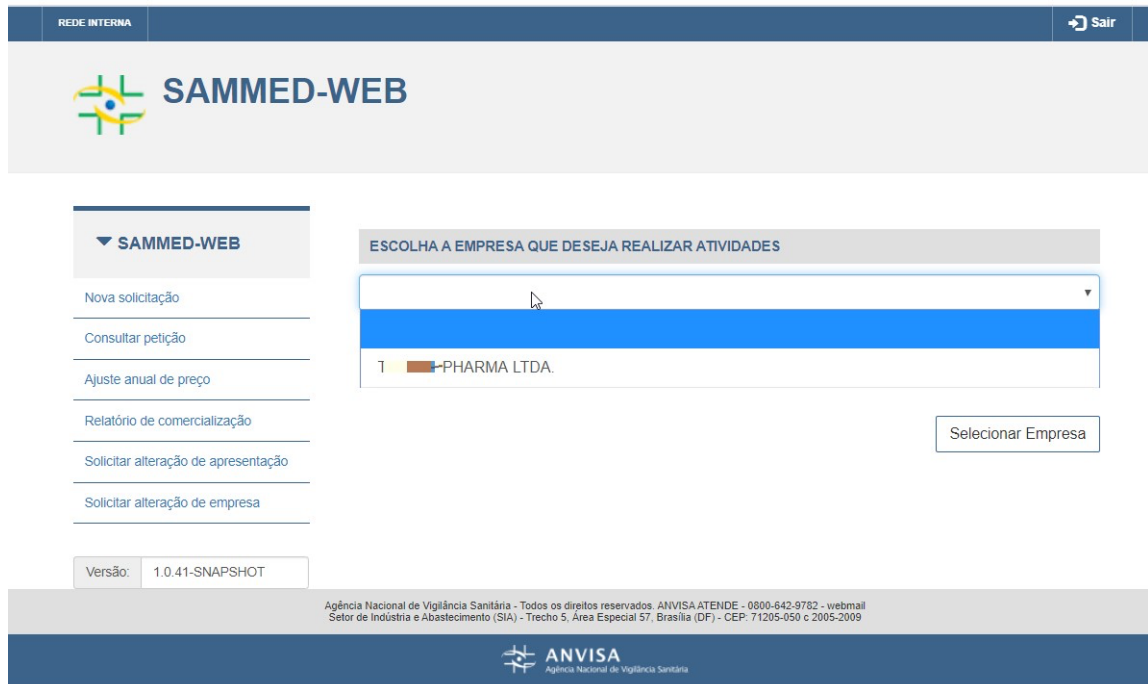 REDE INTERNA
Sair
SAMMED-WEB
SAMMED-WEB
Nova solicitação
Consultar petição
Ajuste anual de preço
Relatório de comercialização
Solicitar alteração de apresentação
Solicitar alteração de empresa
Versão: 1.0.41-SNAPSHOT
ESCOLHA A EMPRESA QUE DESEJA REALIZAR ATIVIDADES
PHARMA LTDA.
Selecionar Empresa
Agência Nacional de Vigilância Sanitária - Todos os direitos reservados. ANVISA ATENDE - 0800-642-9782 - webmail
Setor de Indústria e Abastecimento (SIA) - Trecho 5, Área Especial 57, Brasília (DF) - CEP: 71205-050 c 2005-2009
ANVISA
Agência Nacional de Vigilância Sanitária